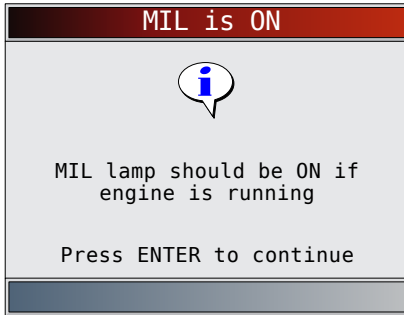 MIL is ON
i
MIL lamp should be ON if
engine is running
Press ENTER to continue